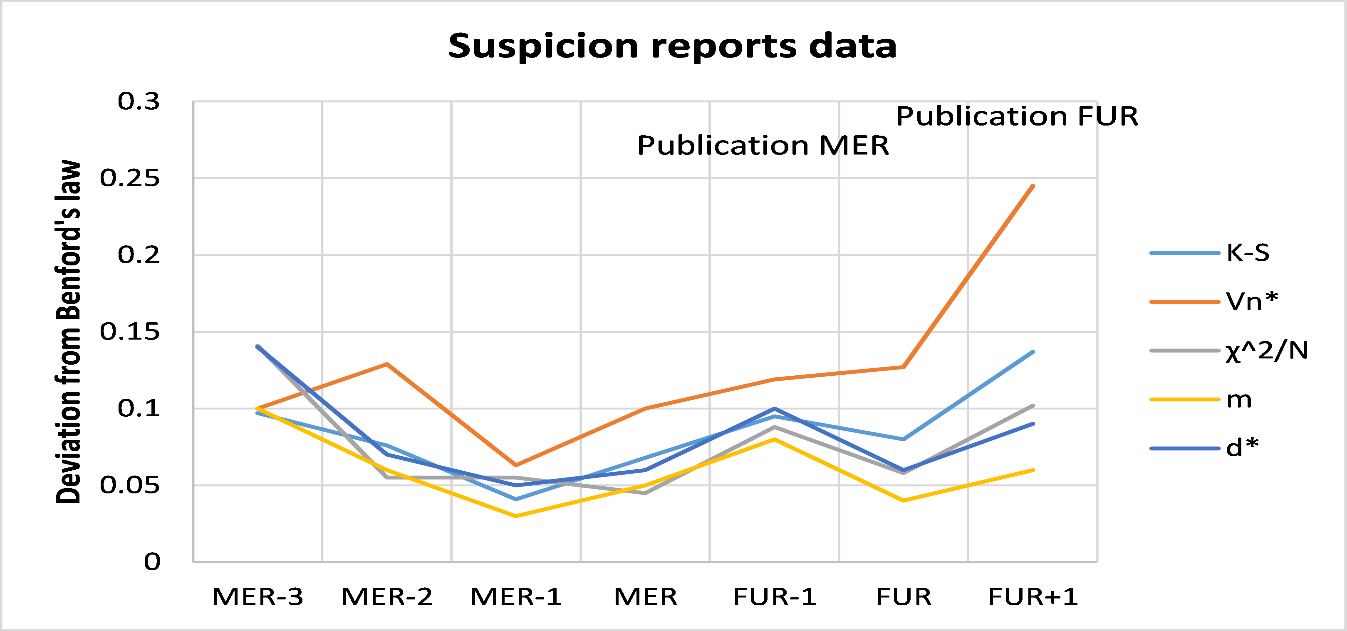 Suspicion reports data
Publication FUR
Publication MER
Deviation from Benford's law
0.3
0.25
0.2
0.15
0.1
0.05
0
MER-3
MER-2
MER-1
MER
FUR-1
FUR
FUR+1
K-S
Vn*
χ^2/N
m
d*